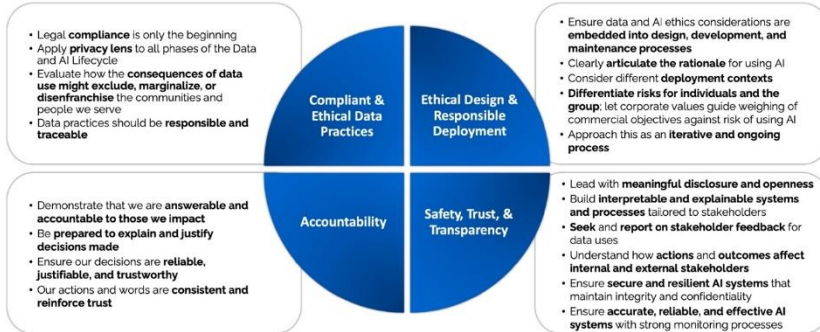 • Legal compliance is only the beginning
• Apply privacy lens to all phases of the Data
and AI Lifecycle
• Evaluate how the consequences of data
use might exclude, marginalize, or
disenfranchise the communities and
people we serve
• Data practices should be responsible and
traceable
Compliant &
Ethical Data
Practices
Ethical Design &
Responsible
Deployment
• Ensure data and AI ethics considerations are
embedded into design, development, and
maintenance processes
• Clearly articulate the rationale for using AI
• Consider different deployment contexts
• Differentiate risks for individuals and the
group; let corporate values guide weighing of
commercial objectives against risk of using AI
• Approach this as an iterative and ongoing
process
• Demonstrate that we are answerable and
accountable to those we impact
• Be prepared to explain and justify
decisions made
• Ensure our decisions are reliable,
justifiable, and trustworthy
• Our actions and words are consistent and
reinforce trust
Accountability
Safety, Trust, &
Transparency
• Lead with meaningful disclosure and openness
• Build interpretable and explainable systems
and processes tailored to stakeholders
• Seek and report on stakeholder feedback for
data uses
• Understand how actions and outcomes affect
internal and external stakeholders
• Ensure secure and resilient AI systems that
maintain integrity and confidentiality
• Ensure accurate, reliable, and effective AI
systems with strong monitoring processes